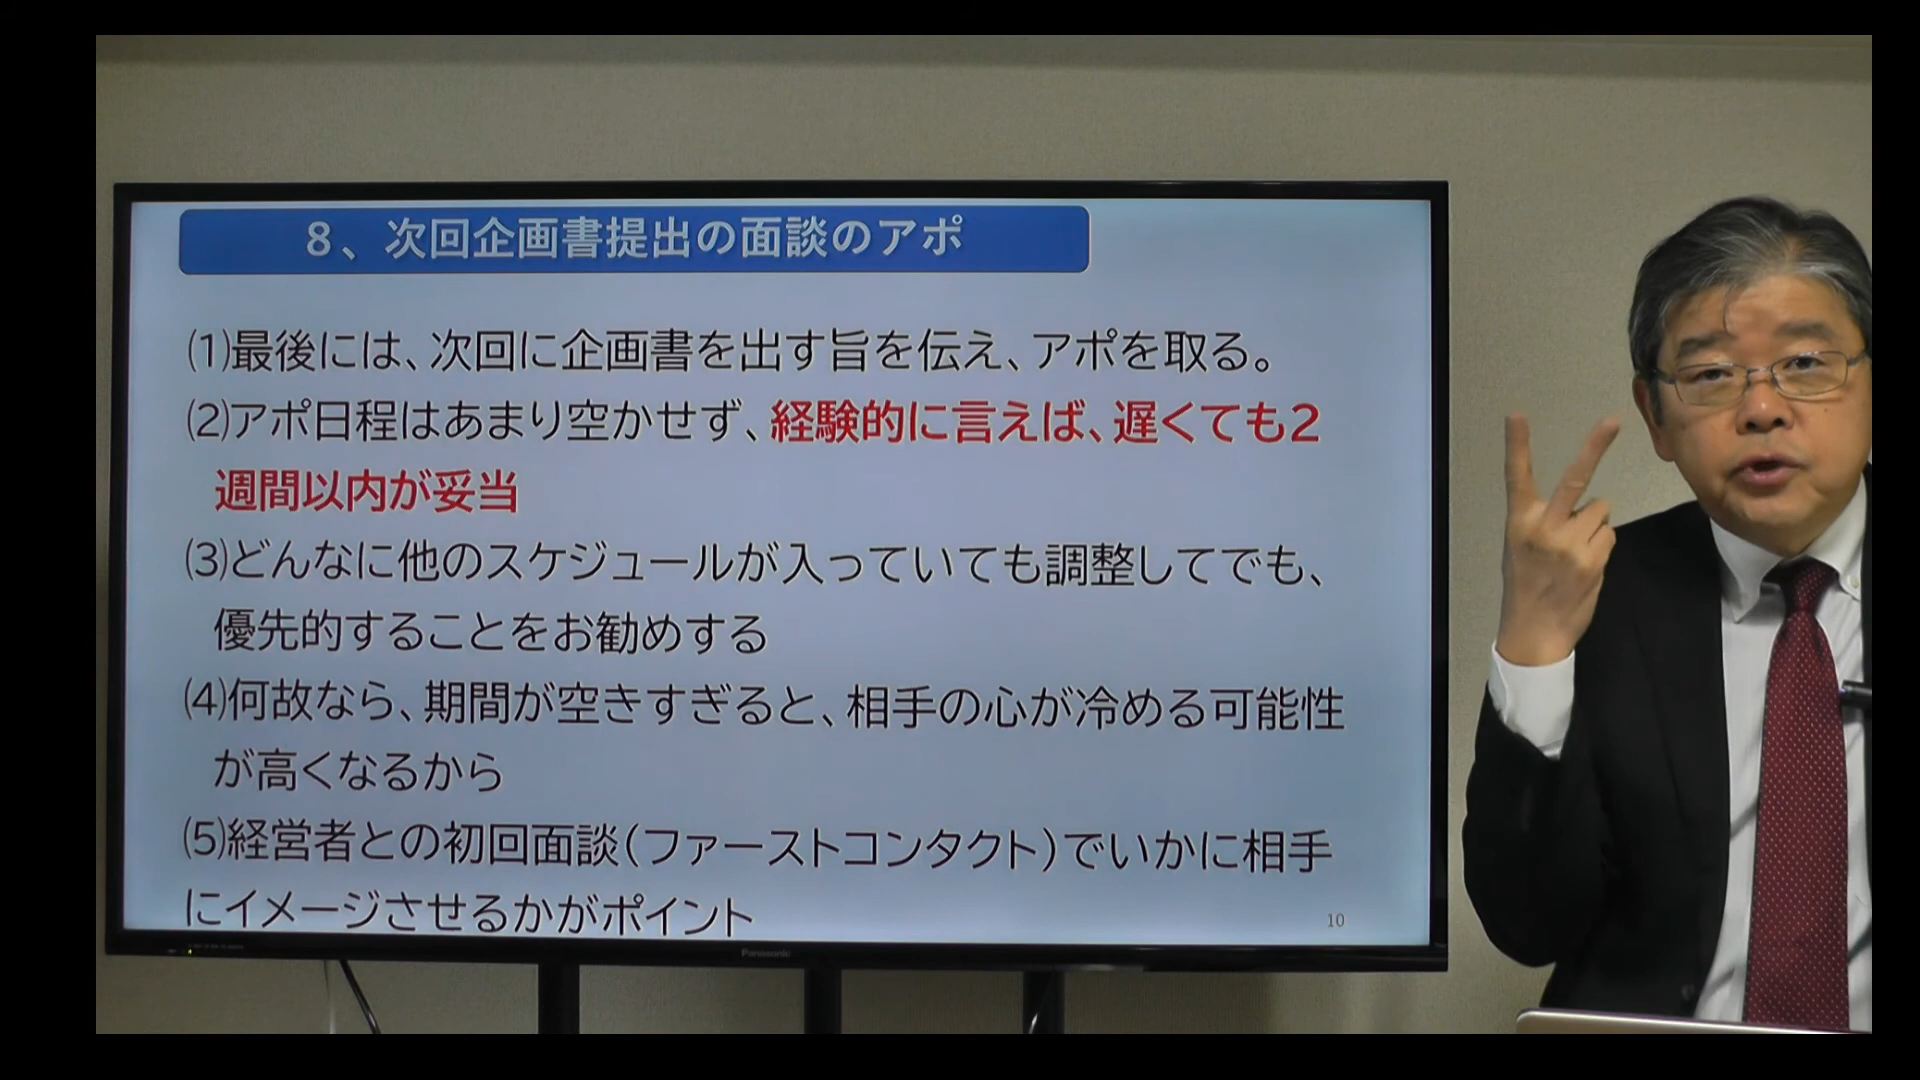 ８、次回企画書提出の面談のアポ
⑴最後には、次回に企画書を出す旨を伝え、アポを取る。
⑵アポ日程はあまり空かせず、経験的に言えば、遅くても2
週間以内が妥当
⑶どんなに他のスケジュールが入っていても調整してでも、
優先的することをお勧めする
⑷何故なら、期間が空きすぎると、相手の心が冷める可能性
が高くなるから
⑸経営者との初回面談（ファーストコンタクト）でいかに相手
にイメージさせるかがポイント
10
Panasonic